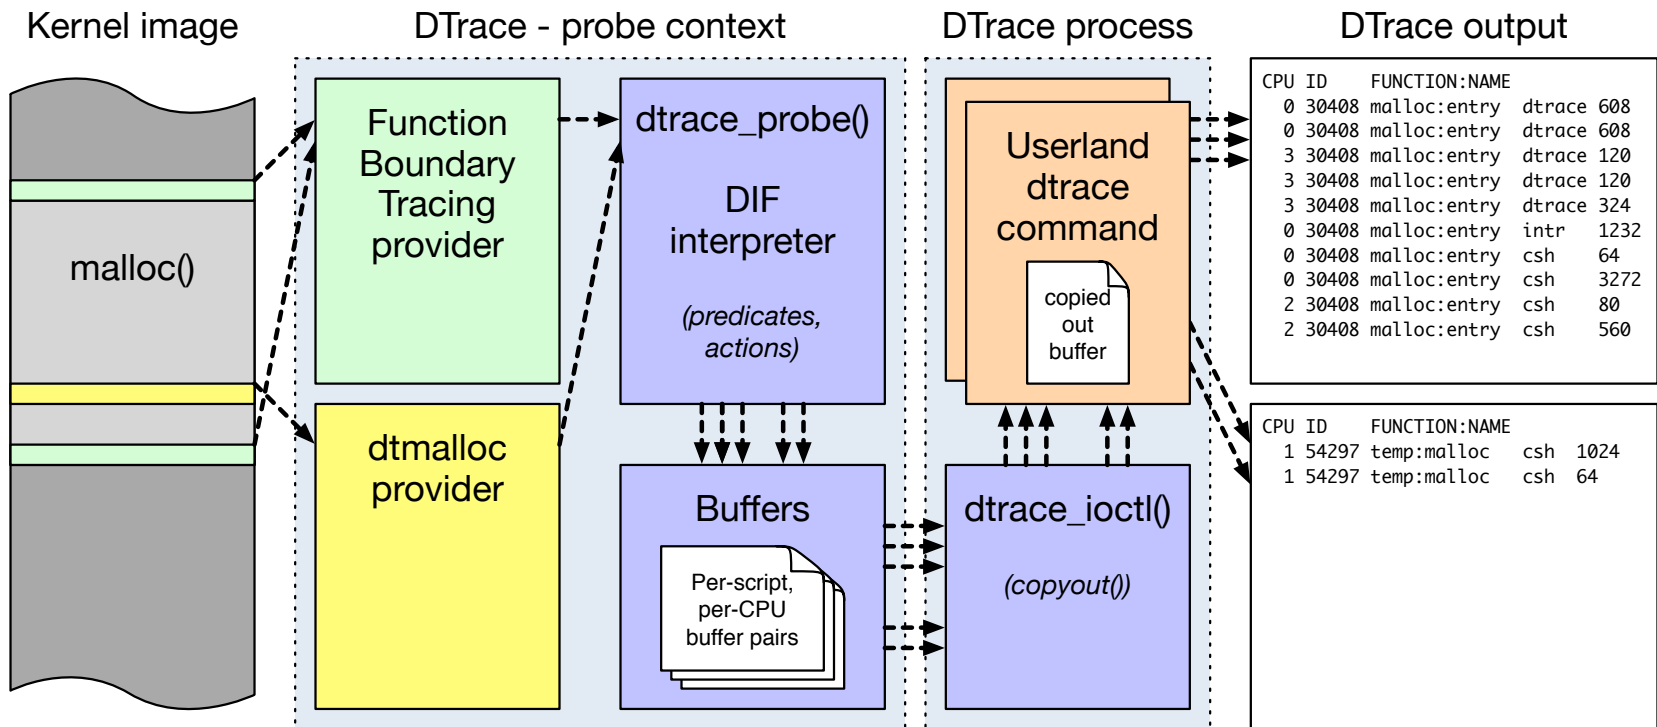 Kernel image
DTrace - probe context
DTrace process
DTrace output
malloc()
Function
Boundary
Tracing
provider
dtmalloc
provider
dtrace_probe()
DIF
interpreter
(predicates,
actions)
Buffers
Per-script,
per-CPU
buffer pairs
Userland
dtrace
command
copied
out
buffer
dtrace_ioctl()
(copyout())
CPU ID FUNCTION:NAME
0 30408 malloc:entry dtrace 608
0 30408 malloc:entry dtrace 608
3 30408 malloc:entry dtrace 120
3 30408 malloc:entry dtrace 120
3 30408 malloc:entry dtrace 324
0 30408 malloc:entry intr 1232
0 30408 malloc:entry csh 64
0 30408 malloc:entry csh 3272
2 30408 malloc:entry csh 80
2 30408 malloc:entry csh 560
CPU ID FUNCTION:NAME
1 54297 temp:malloc csh 1024
1 54297 temp:malloc csh 64